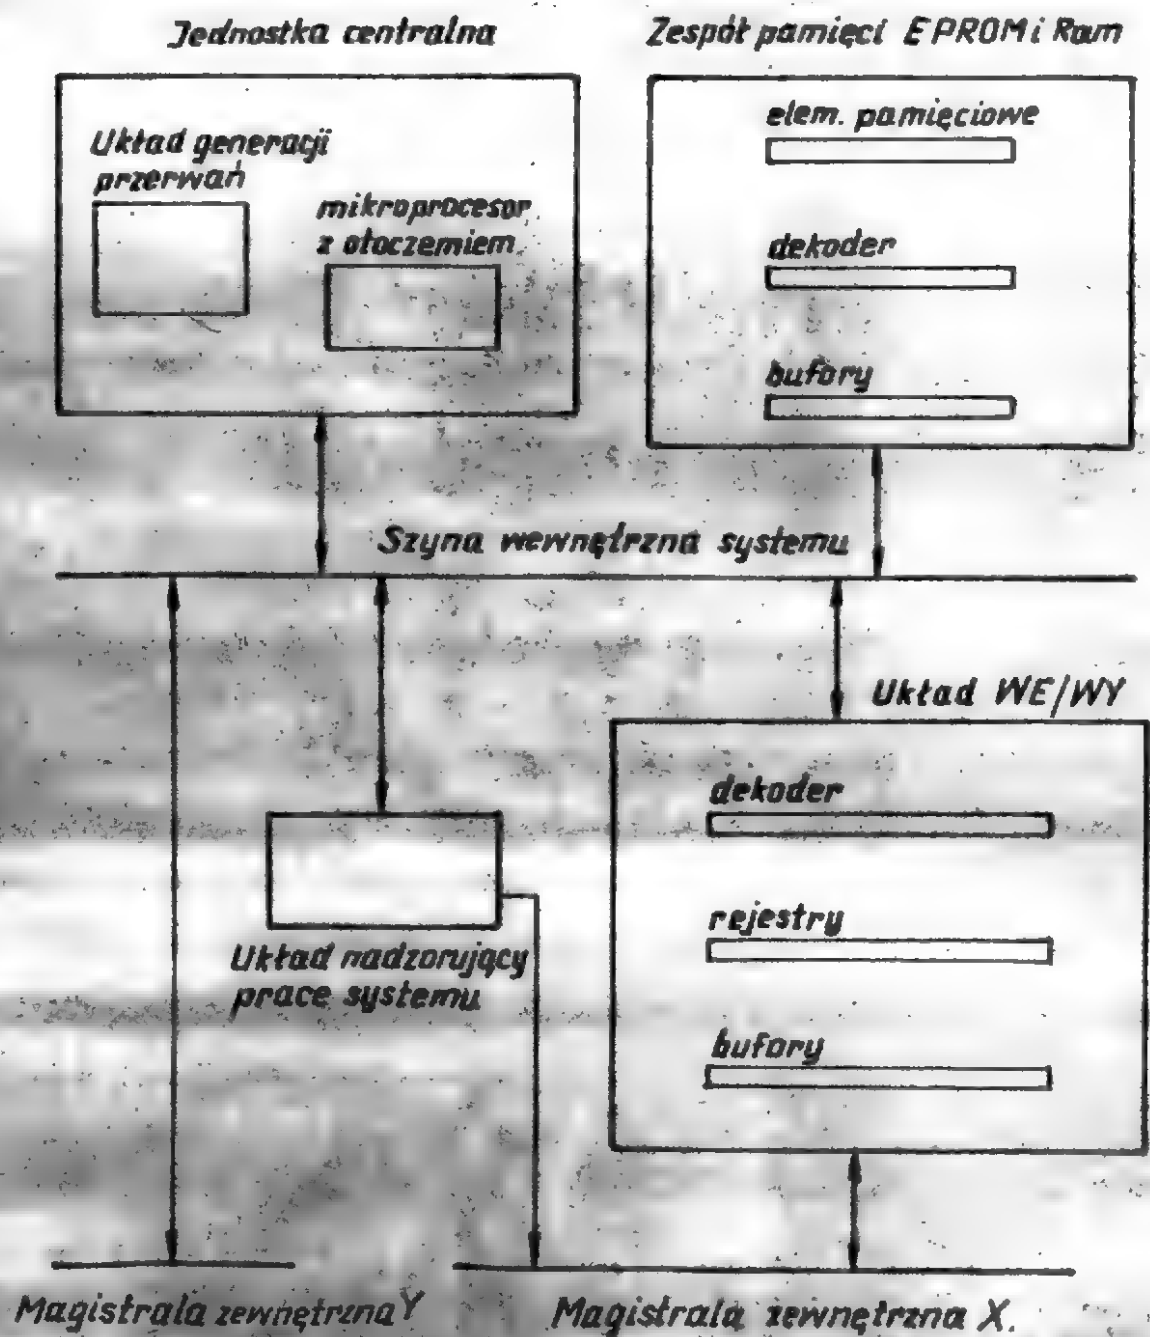 Jednostka centralna
Zespół pamięci EPROM i Ram
Układ generacji
przerwań
mikroprocesor
z otoczemiem
elem. pamięciowe
dekoder
bufory
Szyna wewnętrzna systemu
Układ WE/WY
dekoder
rejestry
bufory
Układ nadzorujący
prace systemu
Magistrala zewnętrzna Y
Magistrala zewnętrzna X.